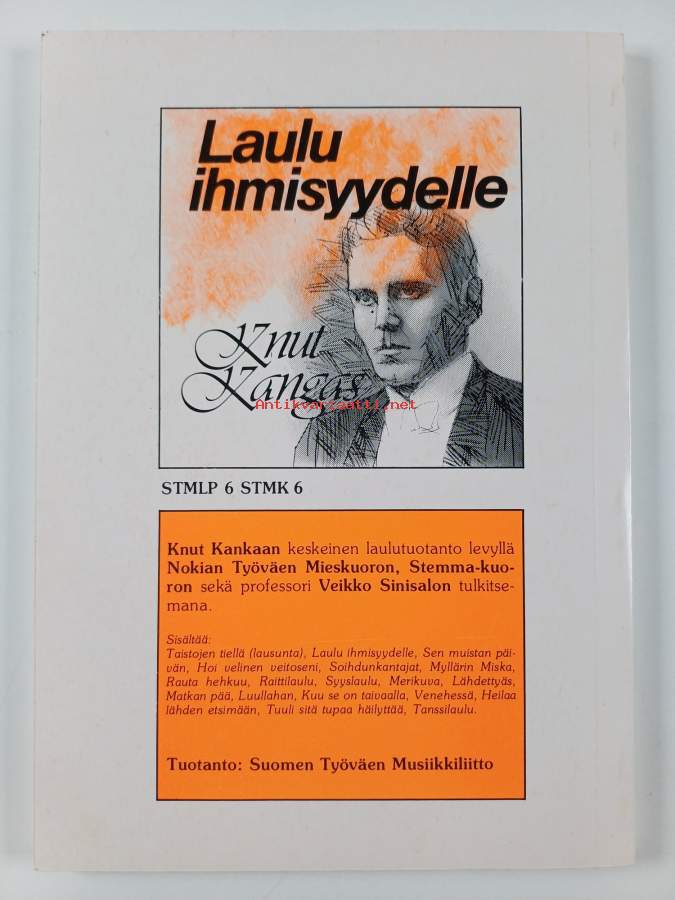 Laulu
ihmisyydelle
Knut
Kangas
Antikvariaatti.net
STMLP 6 STMK 6
Knut Kankaan keskeinen laulutuotanto levyllä
Nokian Työväen Mieskuoron, Stemma-kuo-
ron sekä professori Veikko Sinisalon tulkitse-
mana.
Sisältää:
Taistojen tiellä (lausunta), Laulu ihmisyydelle, Sen muistan päi-
vän, Hoi velinen veitoseni, Soihdunkantajat, Myllärin Miska,
Rauta hehkuu, Raittilaulu, Syyslaulu, Merikuva, Lähdettyäs,
Matkan pää, Luullahan, Kuu se on taivaalla, Venehessä, Heilaa
lähden etsimään, Tuuli sitä tupaa häilyttää, Tanssilaulu.
Tuotanto: Suomen Työväen Musiikkiliitto